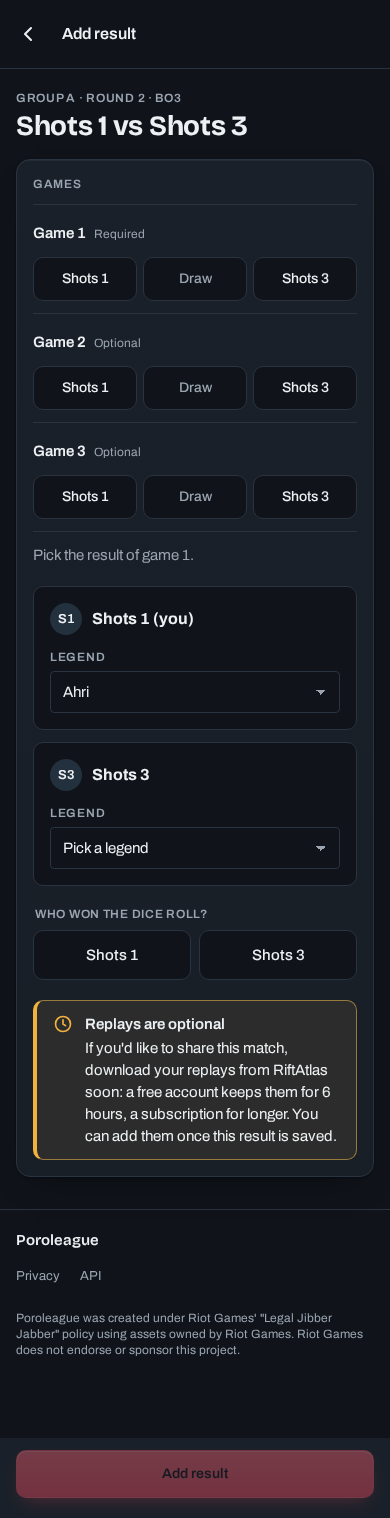 Add result
GROUP A · ROUND 2 · BO3
Shots 1 vs Shots 3
GAMES
Game 1 Required
Shots 1 Draw Shots 3
Game 2 Optional
Shots 1 Draw Shots 3
Game 3 Optional
Shots 1 Draw Shots 3
Pick the result of game 1.
S1 Shots 1 (you)
LEGEND
Ahri
S3 Shots 3
LEGEND
Pick a legend
WHO WON THE DICE ROLL?
Shots 1 Shots 3
Replays are optional
If you'd like to share this match,
download your replays from RiftAtlas
soon: a free account keeps them for 6
hours, a subscription for longer. You
can add them once this result is saved.
Poroleague
Privacy API
Poroleague was created under Riot Games' "Legal Jibber
Jabber" policy using assets owned by Riot Games. Riot Games
does not endorse or sponsor this project.
Add result